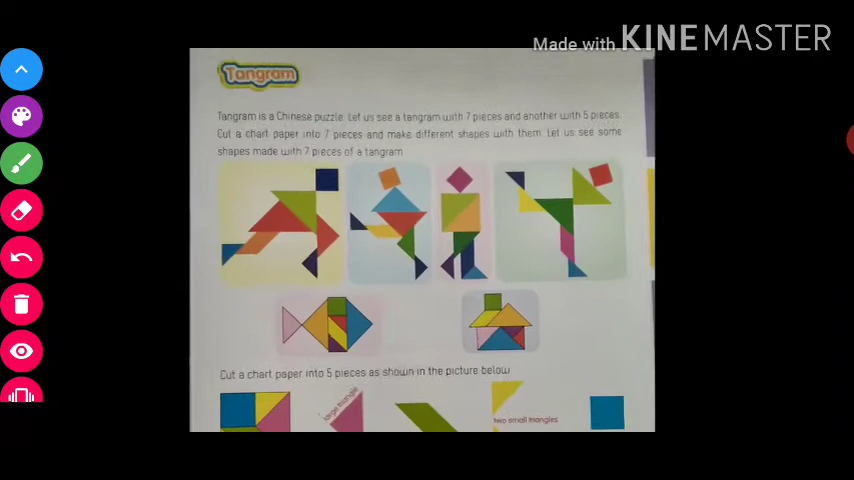 Made with KINEMASTER
Tangram
Tangram is a Chinese puzzle. Let us see a tangram with 7 pieces and another with 5 pieces.
Cut a chart paper into 7 pieces and make different shapes with them. Let us see some
shapes made with 7 pieces of a tangram
Cut a chart paper into 5 pieces as shown in the picture below
large triangle
two small triangles